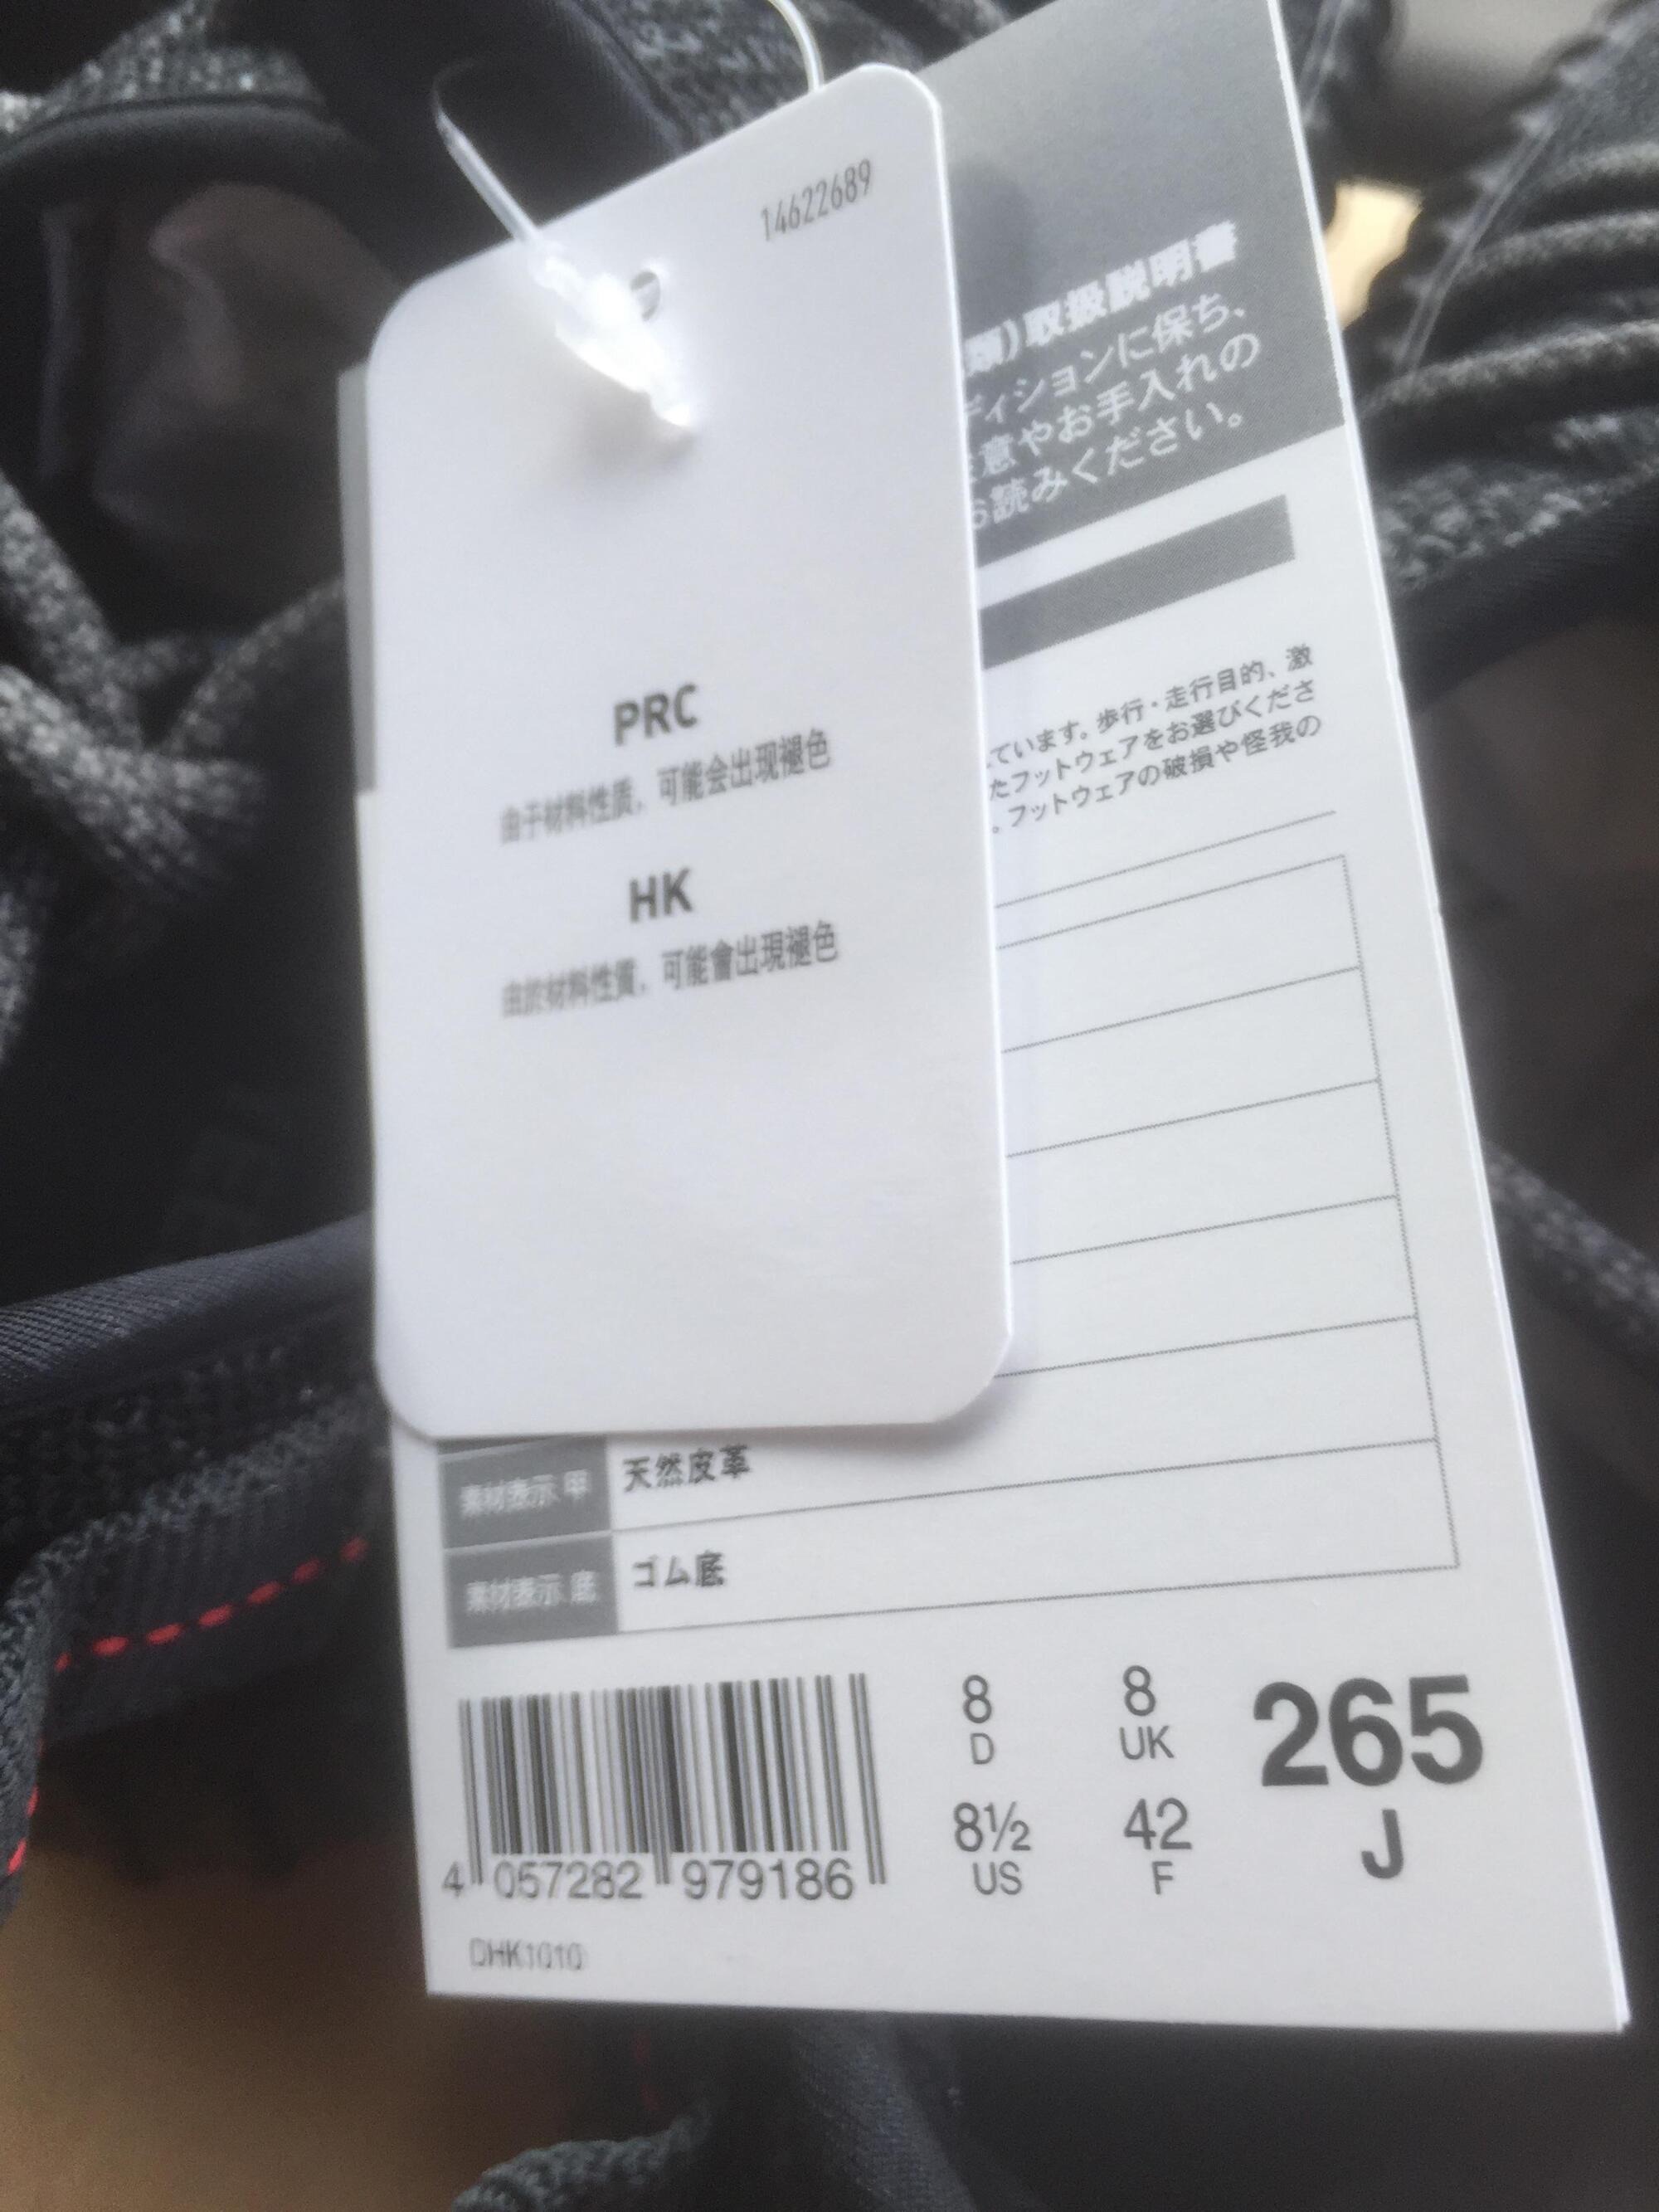 14622689
PRC
由于材料性质，可能会出现褪色
HK
由於材料性質，可能會出現褪色
類）取扱説明書
ディションに保ち、
意やお手入れの
お読みください。
ています。歩行・走行目的、激
たフットウェアをお選びくださ
。フットウェアの破損や怪我の
素材表示 甲 天然皮革
素材表示 底 ゴム底
8 D 8 UK 265 J
8½ US 42 F
4 057282 979186
DHK1010